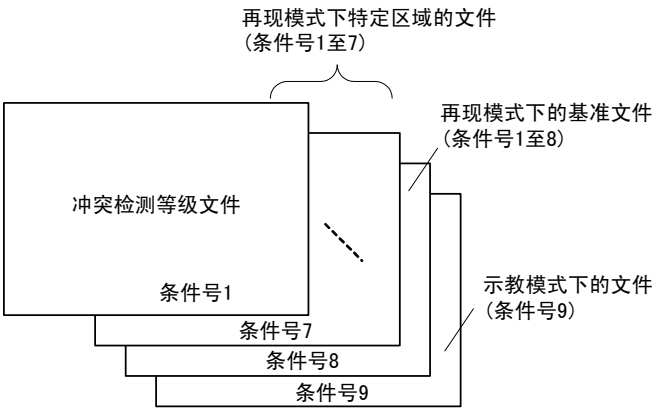 再现模式下特定区域的文件
(条件号1至7)
再现模式下的基准文件
(条件号1至8)
冲突检测等级文件
示教模式下的文件
(条件号9)
条件号1
条件号7
条件号8
条件号9